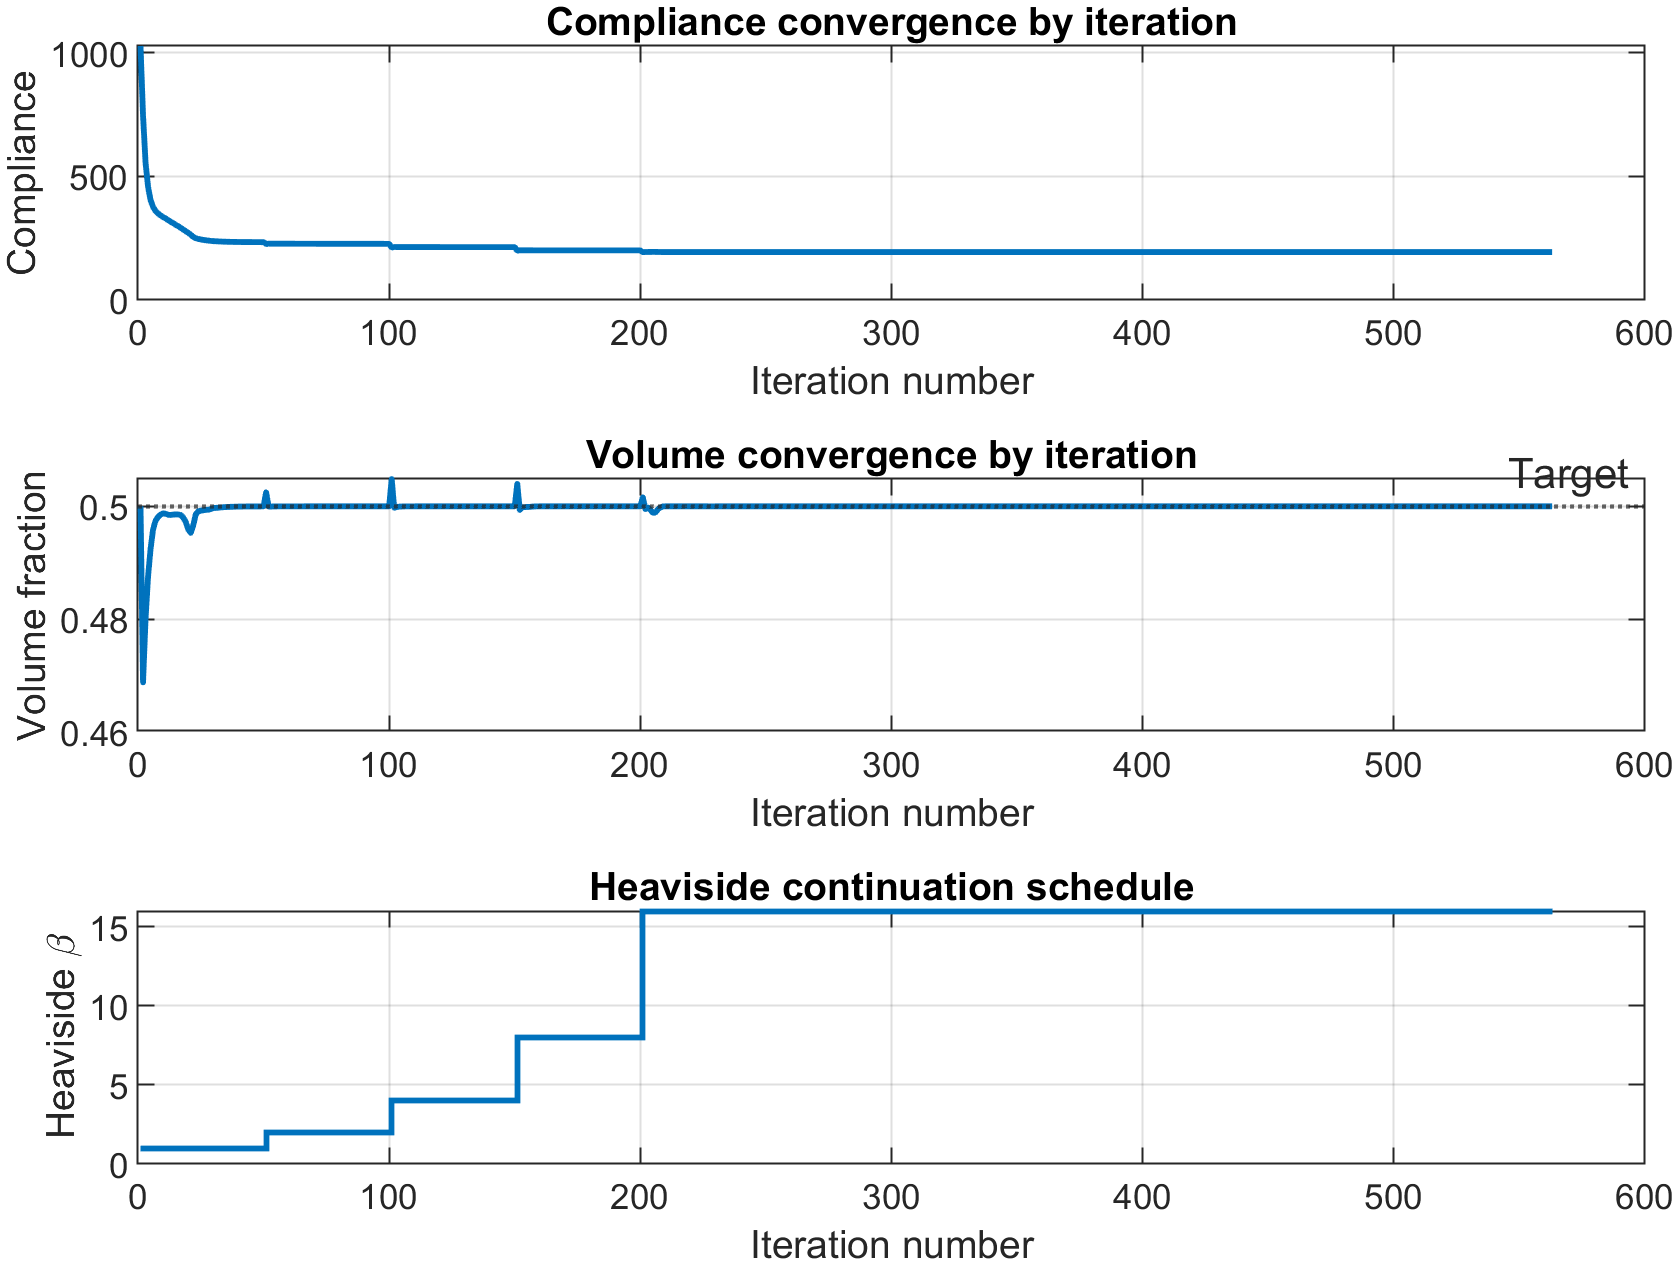 Compliance convergence by iteration
Compliance
1000
500
0
0 100 200 300 400 500 600
Iteration number
Volume convergence by iteration
Target
Volume fraction
0.5
0.48
0.46
0 100 200 300 400 500 600
Iteration number
Heaviside continuation schedule
Heaviside β
15
10
5
0
0 100 200 300 400 500 600
Iteration number